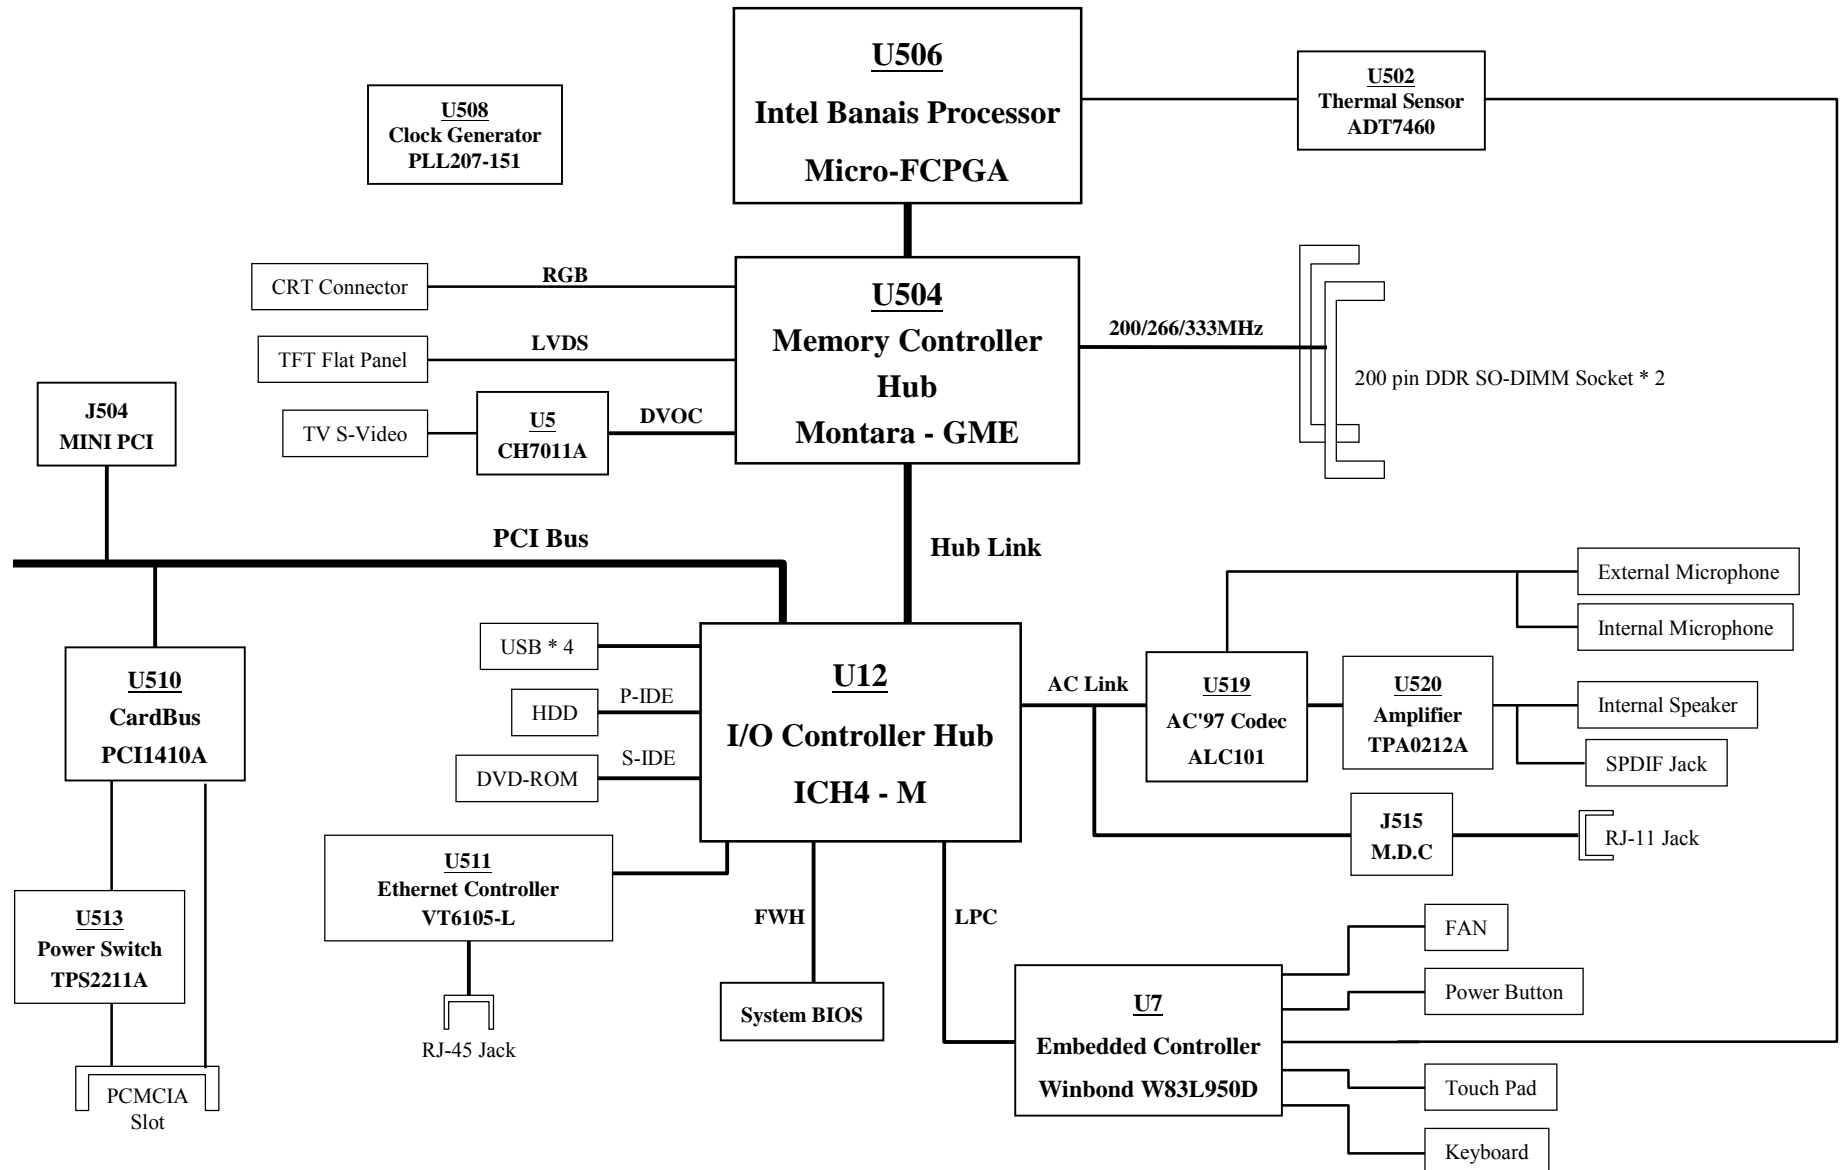 U506
Intel Banais Processor
Micro-FCPGA
U502
Thermal Sensor
ADT7460
U508
Clock Generator
PLL207-151
CRT Connector
RGB
TFT Flat Panel
LVDS
TV S-Video
U5
CH7011A
DVOC
U504
Memory Controller
Hub
Montara - GME
200/266/333MHz
200 pin DDR SO-DIMM Socket * 2
J504
MINI PCI
PCI Bus
Hub Link
U510
CardBus
PCI1410A
USB * 4
HDD
P-IDE
DVD-ROM
S-IDE
U12
I/O Controller Hub
ICH4 - M
AC Link
U519
AC'97 Codec
ALC101
U520
Amplifier
TPA0212A
External Microphone
Internal Microphone
Internal Speaker
SPDIF Jack
J515
M.D.C
RJ-11 Jack
U511
Ethernet Controller
VT6105-L
RJ-45 Jack
U513
Power Switch
TPS2211A
PCMCIA
Slot
FWH
System BIOS
LPC
U7
Embedded Controller
Winbond W83L950D
FAN
Power Button
Touch Pad
Keyboard